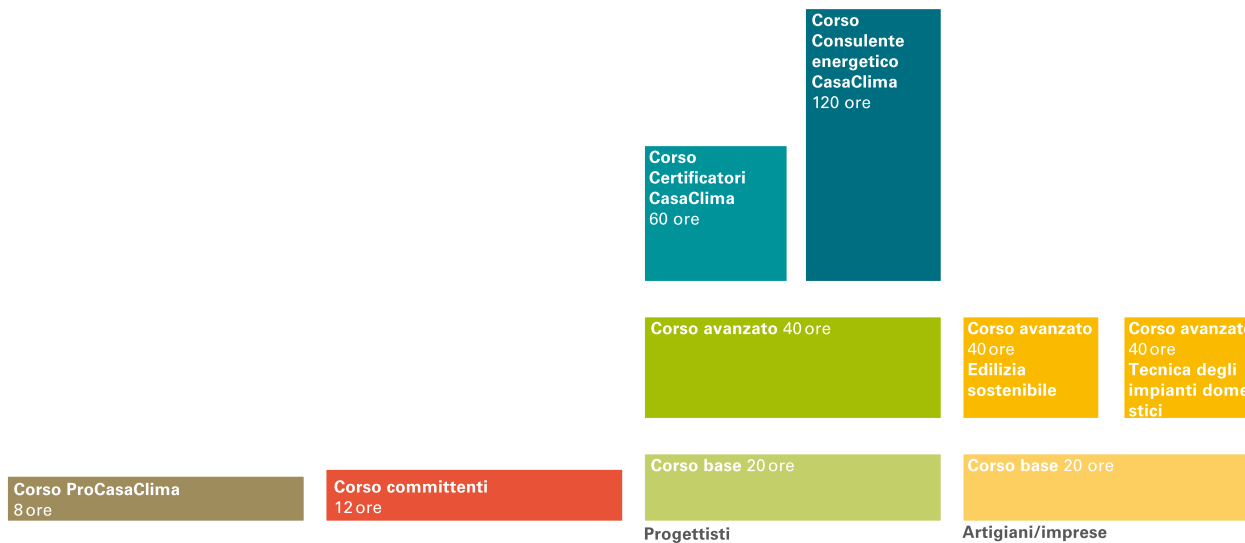 Corso
Consulente
energetico
CasaClima
120 ore
Corso
Certificatori
CasaClima
60 ore
Corso avanzato 40 ore
Corso avanzato
40 ore
Edilizia
sostenibile
Corso avanzato
40 ore
Tecnica degli
impianti dome
stici
Corso ProCasaClima
8 ore
Corso committenti
12 ore
Corso base 20 ore
Corso base 20 ore
Progettisti
Artigiani/imprese